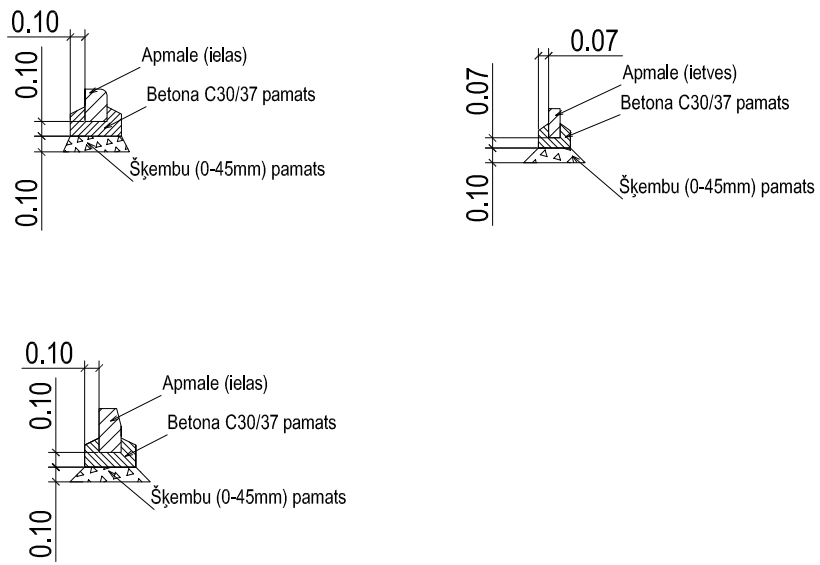 0.10
0.10
Apmale (ielas)
Betona C30/37 pamats
Šķembu (0-45mm) pamats
0.10
0.07
0.07
Apmale (ietves)
Betona C30/37 pamats
Šķembu (0-45mm) pamats
0.10
0.10
0.10
Apmale (ielas)
Betona C30/37 pamats
Šķembu (0-45mm) pamats
0.10